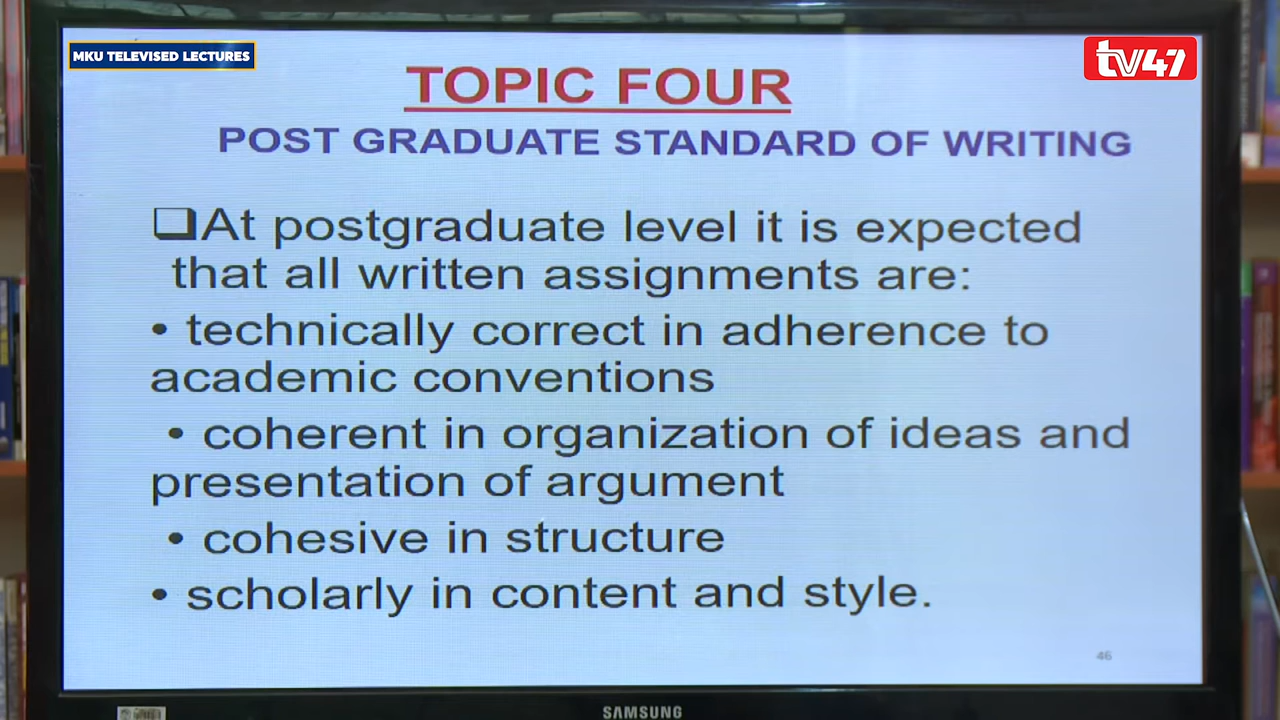 MKU TELEVISED LECTURES
tv47
TOPIC FOUR
POST GRADUATE STANDARD OF WRITING
❑At postgraduate level it is expected
that all written assignments are:
• technically correct in adherence to
academic conventions
• coherent in organization of ideas and
presentation of argument
• cohesive in structure
• scholarly in content and style.
46
SAMSUNG